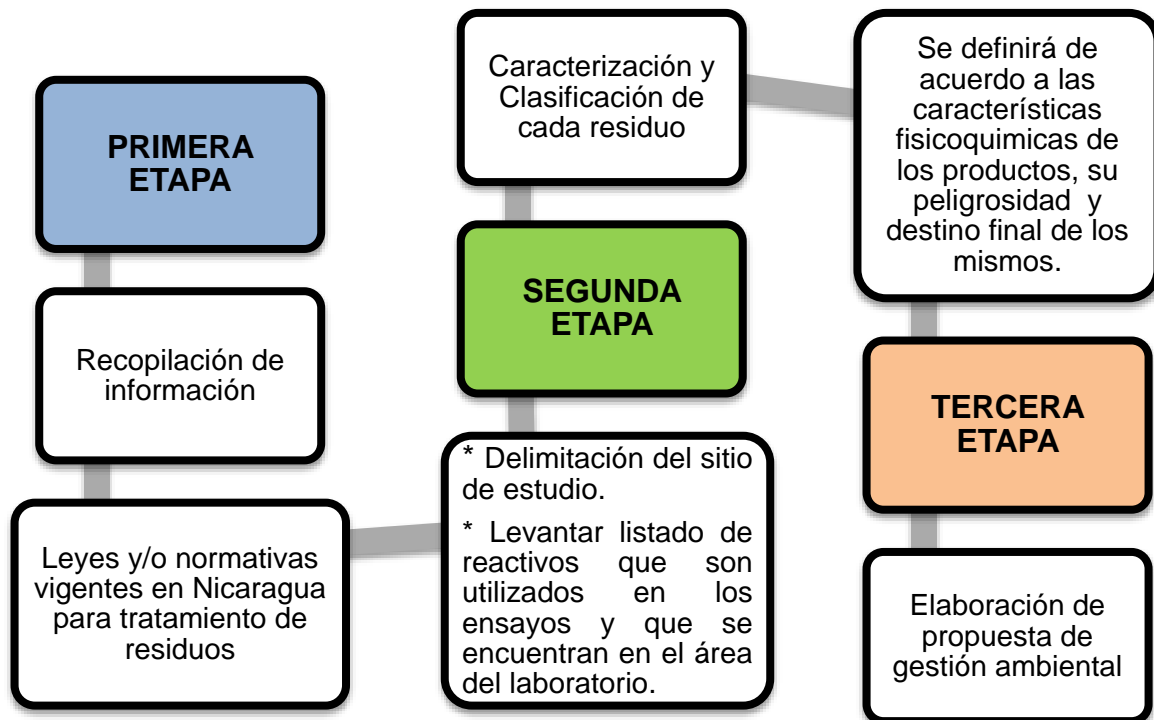 PRIMERA
ETAPA
Recopilación de
información
Leyes y/o normativas
vigentes en Nicaragua
para tratamiento de
residuos
* Delimitación del sitio
de estudio.
* Levantar listado de
reactivos que son
utilizados en los
ensayos y que se
encuentran en el área
del laboratorio.
SEGUNDA
ETAPA
Caracterización y
Clasificación de
cada residuo
Se definirá de
acuerdo a las
características
fisicoquimicas de
los productos, su
peligrosidad y
destino final de los
mismos.
TERCERA
ETAPA
Elaboración de
propuesta de
gestión ambiental